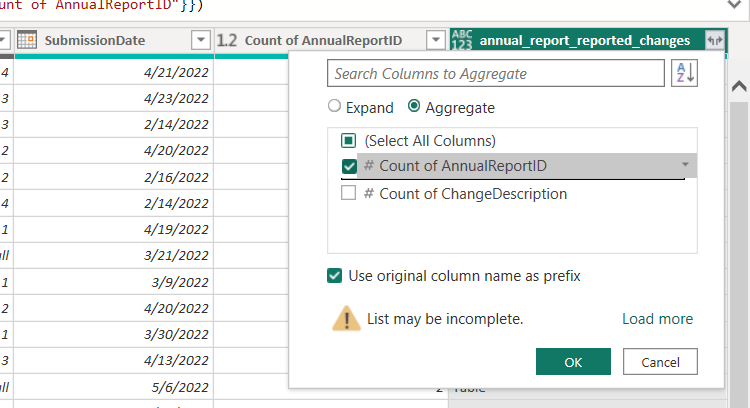 unt of AnnualReportID"}})
SubmissionDate 1.2 Count of AnnualReportID ABC 123 annual_report_reported_changes
4 4/21/2022
3 4/23/2022
3 2/14/2022
2 4/20/2022
2 2/16/2022
4 2/14/2022
1 4/19/2022
ull 3/21/2022
1 3/9/2022
2 4/20/2022
1 3/30/2022
3 4/13/2022
ull 5/6/2022
Search Columns to Aggregate
A
Z
Expand Aggregate
(Select All Columns)
# Count of AnnualReportID
# Count of ChangeDescription
Use original column name as prefix
List may be incomplete. Load more
OK Cancel
2 Table